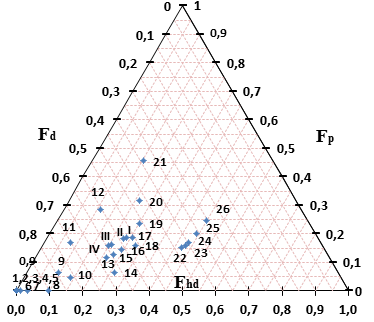 0 1
0,1 0,9
0,2 0,8
0,3 0,7
0,4 0,6
Fd Fp
0,5 0,5
21
0,6 0,4
12 20
26
0,7 0,3
11 19
III II I 17 25
0,8 0,2
IV 18 24
16 22 23
9 13 15
0,9 0,1
10 14 Fhd
1,2 3,4,5
6 7 8
0,0 0,1 0,2 0,3 0,4 0,5 0,6 0,7 0,8 0,9 1,0